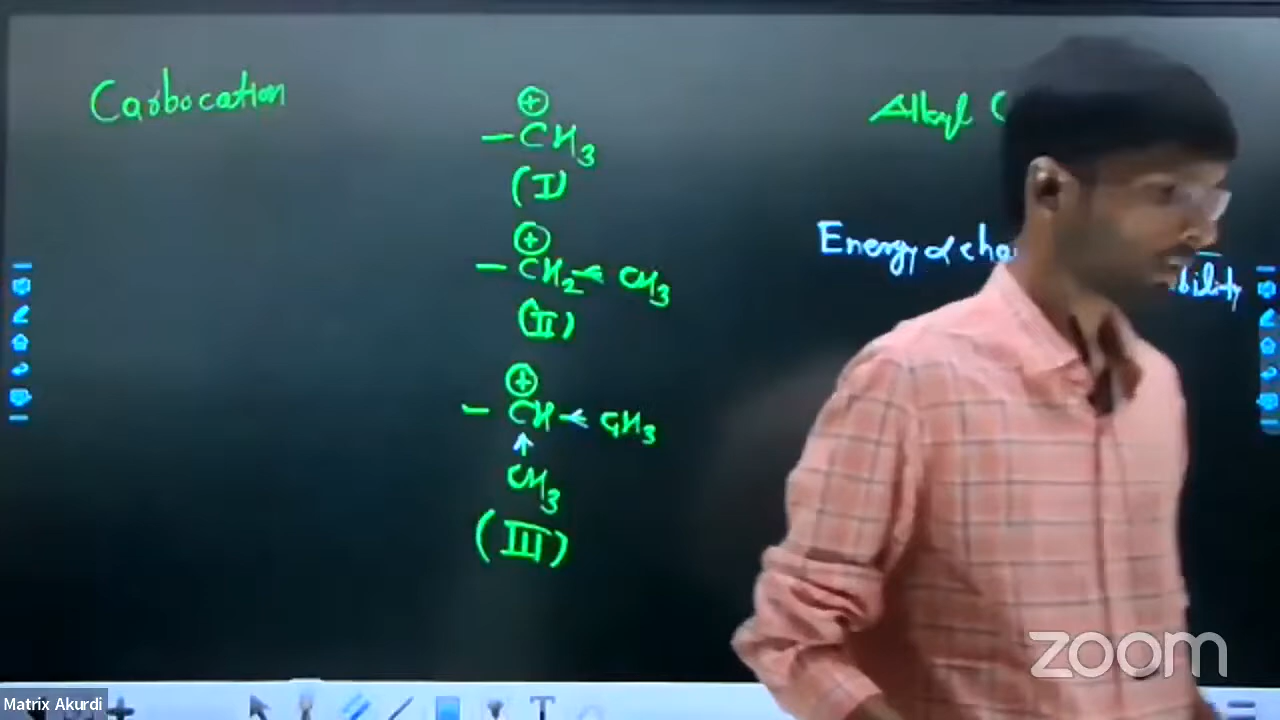 Carbocation
⊕
– CH3
(I)
⊕
– CH2 ← CH3
(II)
⊕
– CH ← CH3
↑
CH3
(III)
Alkyl
Energy α
zoom
Matrix Akurdi